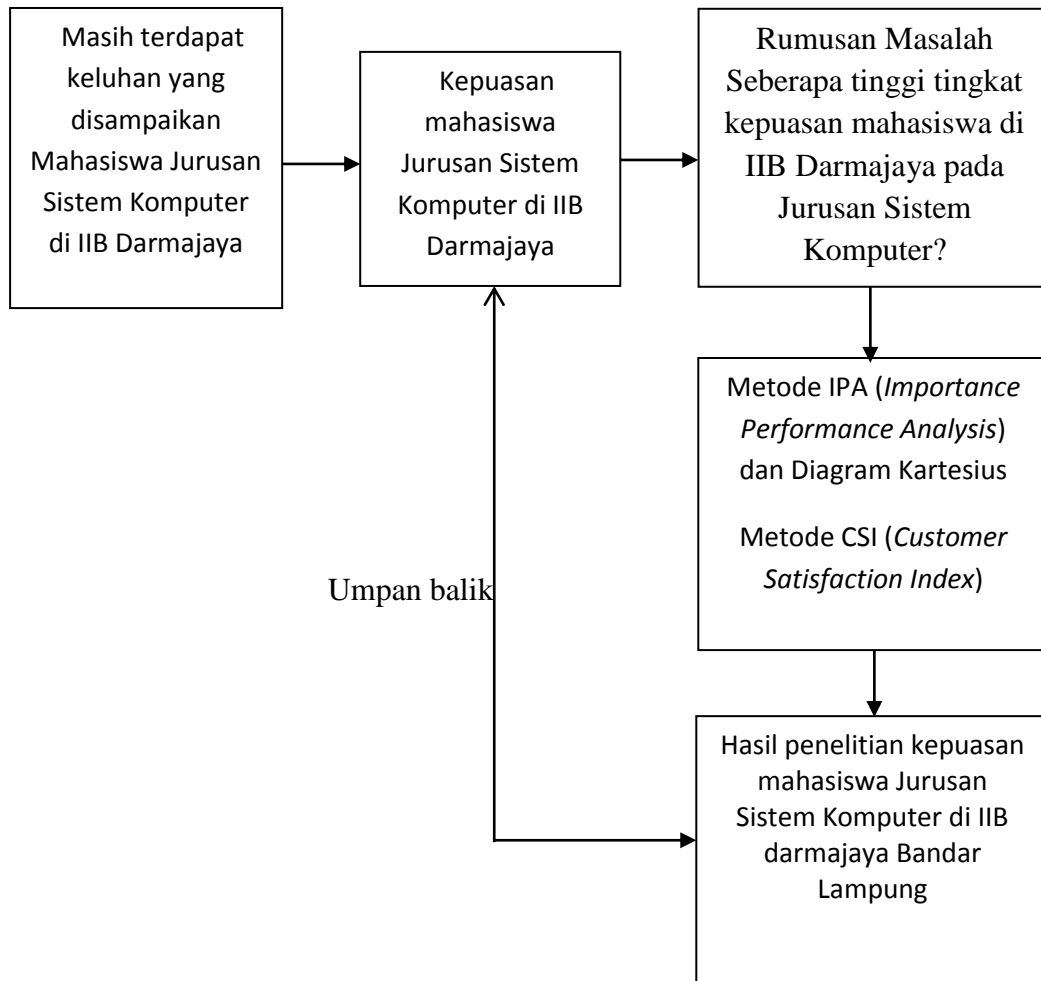 Masih terdapat
keluhan yang
disampaikan
Mahasiswa Jurusan
Sistem Komputer
di IIB Darmajaya
Kepuasan
mahasiswa
Jurusan Sistem
Komputer di IIB
Darmajaya
Rumusan Masalah
Seberapa tinggi tingkat
kepuasan mahasiswa di
IIB Darmajaya pada
Jurusan Sistem
Komputer?
Metode IPA (Importance
Performance Analysis)
dan Diagram Kartesius
Metode CSI (Customer
Satisfaction Index)
Umpan balik
Hasil penelitian kepuasan
mahasiswa Jurusan
Sistem Komputer di IIB
darmajaya Bandar
Lampung